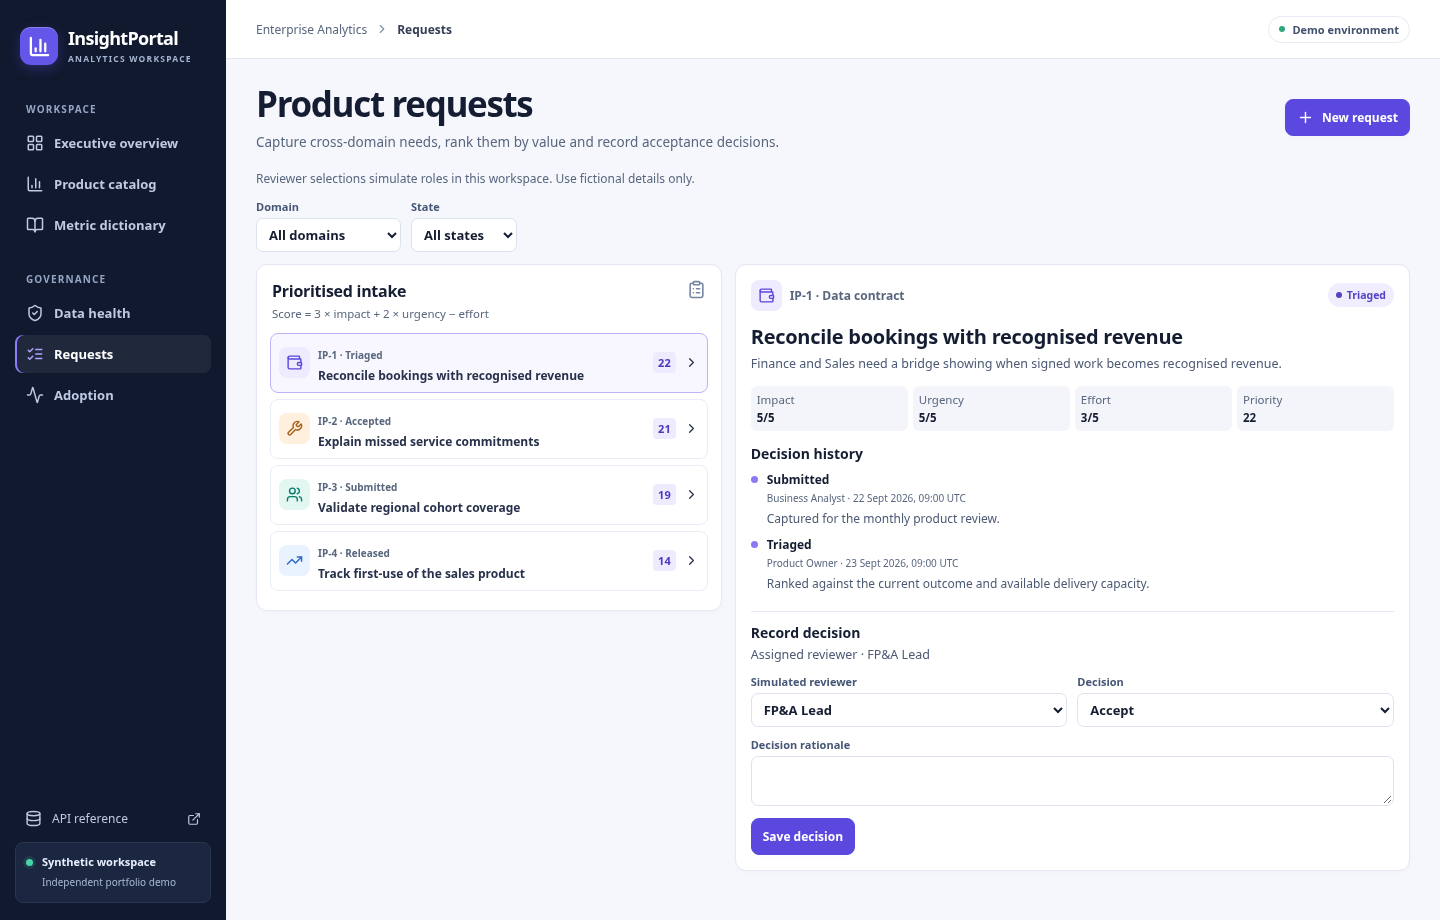 InsightPortal
ANALYTICS WORKSPACE
WORKSPACE
Executive overview
Product catalog
Metric dictionary
GOVERNANCE
Data health
Requests
Adoption
API reference
Synthetic workspace
Independent portfolio demo
Enterprise Analytics
Requests
Demo environment
Product requests
Capture cross-domain needs, rank them by value and record acceptance decisions.
New request
Reviewer selections simulate roles in this workspace. Use fictional details only.
Domain
State
All domains
All states
Prioritised intake
Score = 3 × impact + 2 × urgency − effort
IP-1 · Triaged
Reconcile bookings with recognised revenue
22
IP-2 · Accepted
Explain missed service commitments
21
IP-3 · Submitted
Validate regional cohort coverage
19
IP-4 · Released
Track first-use of the sales product
14
IP-1 · Data contract
Triaged
Reconcile bookings with recognised revenue
Finance and Sales need a bridge showing when signed work becomes recognised revenue.
Impact
5/5
Urgency
5/5
Effort
3/5
Priority
22
Decision history
Submitted
Business Analyst · 22 Sept 2026, 09:00 UTC
Captured for the monthly product review.
Triaged
Product Owner · 23 Sept 2026, 09:00 UTC
Ranked against the current outcome and available delivery capacity.
Record decision
Assigned reviewer · FP&A Lead
Simulated reviewer
Decision
FP&A Lead
Accept
Decision rationale
Save decision